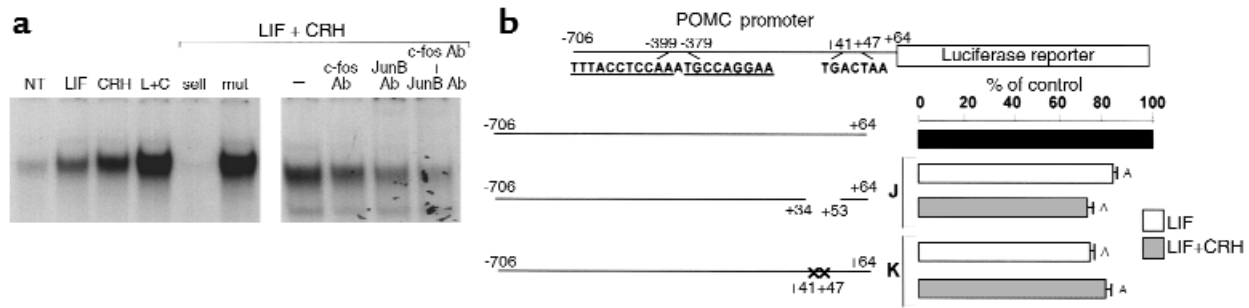 a
LIF + CRH
NT LIF CRH L+C self mut
– c-fos Ab JunB Ab c-fos Ab + JunB Ab
b
POMC promoter
-706 -399 -379 +41 +47 +64
TTTACCTCCAAATGCCAGGAA TGACTAA
Luciferase reporter
% of control
0 20 40 60 80 100
-706 +64
-706 +64
+34 +53
J
A
A
-706 +64
+41 +47
K
A
A
LIF
LIF+CRH